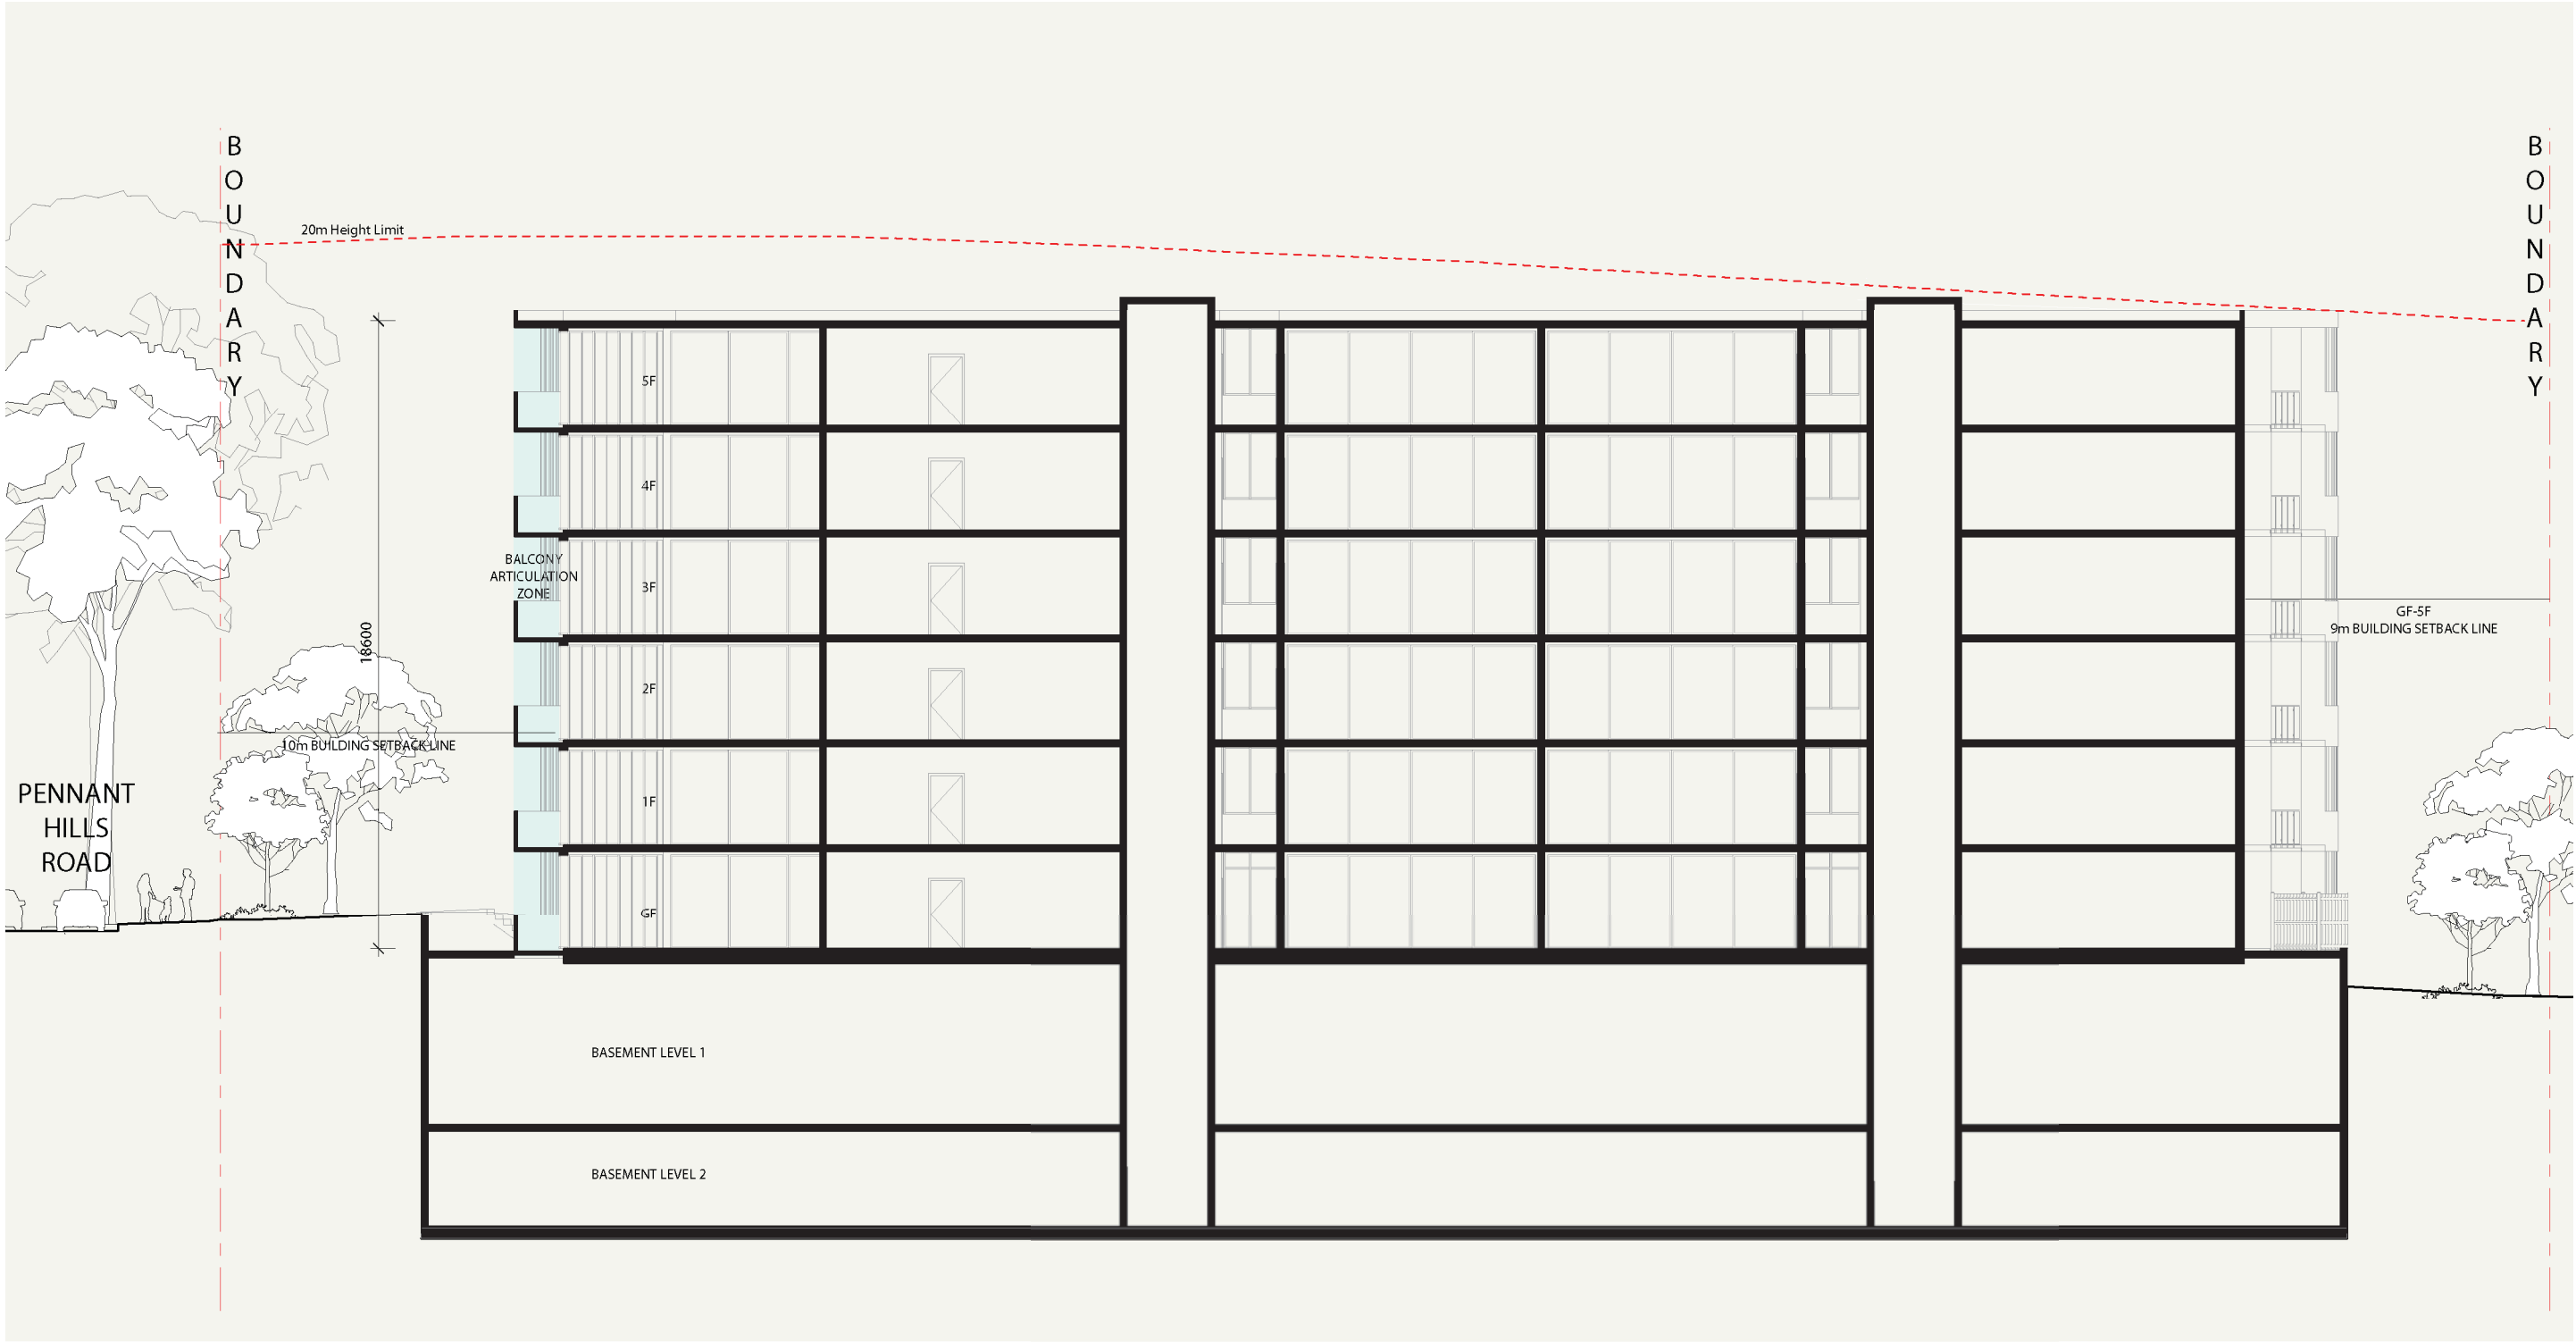 BOUNDARY
BOUNDARY
20m Height Limit
5F
4F
BALCONY
ARTICULATION
ZONE
3F
GF-5F
9m BUILDING SETBACK LINE
18600
2F
10m BUILDING SETBACK LINE
PENNANT
HILLS
ROAD
1F
GF
BASEMENT LEVEL 1
BASEMENT LEVEL 2